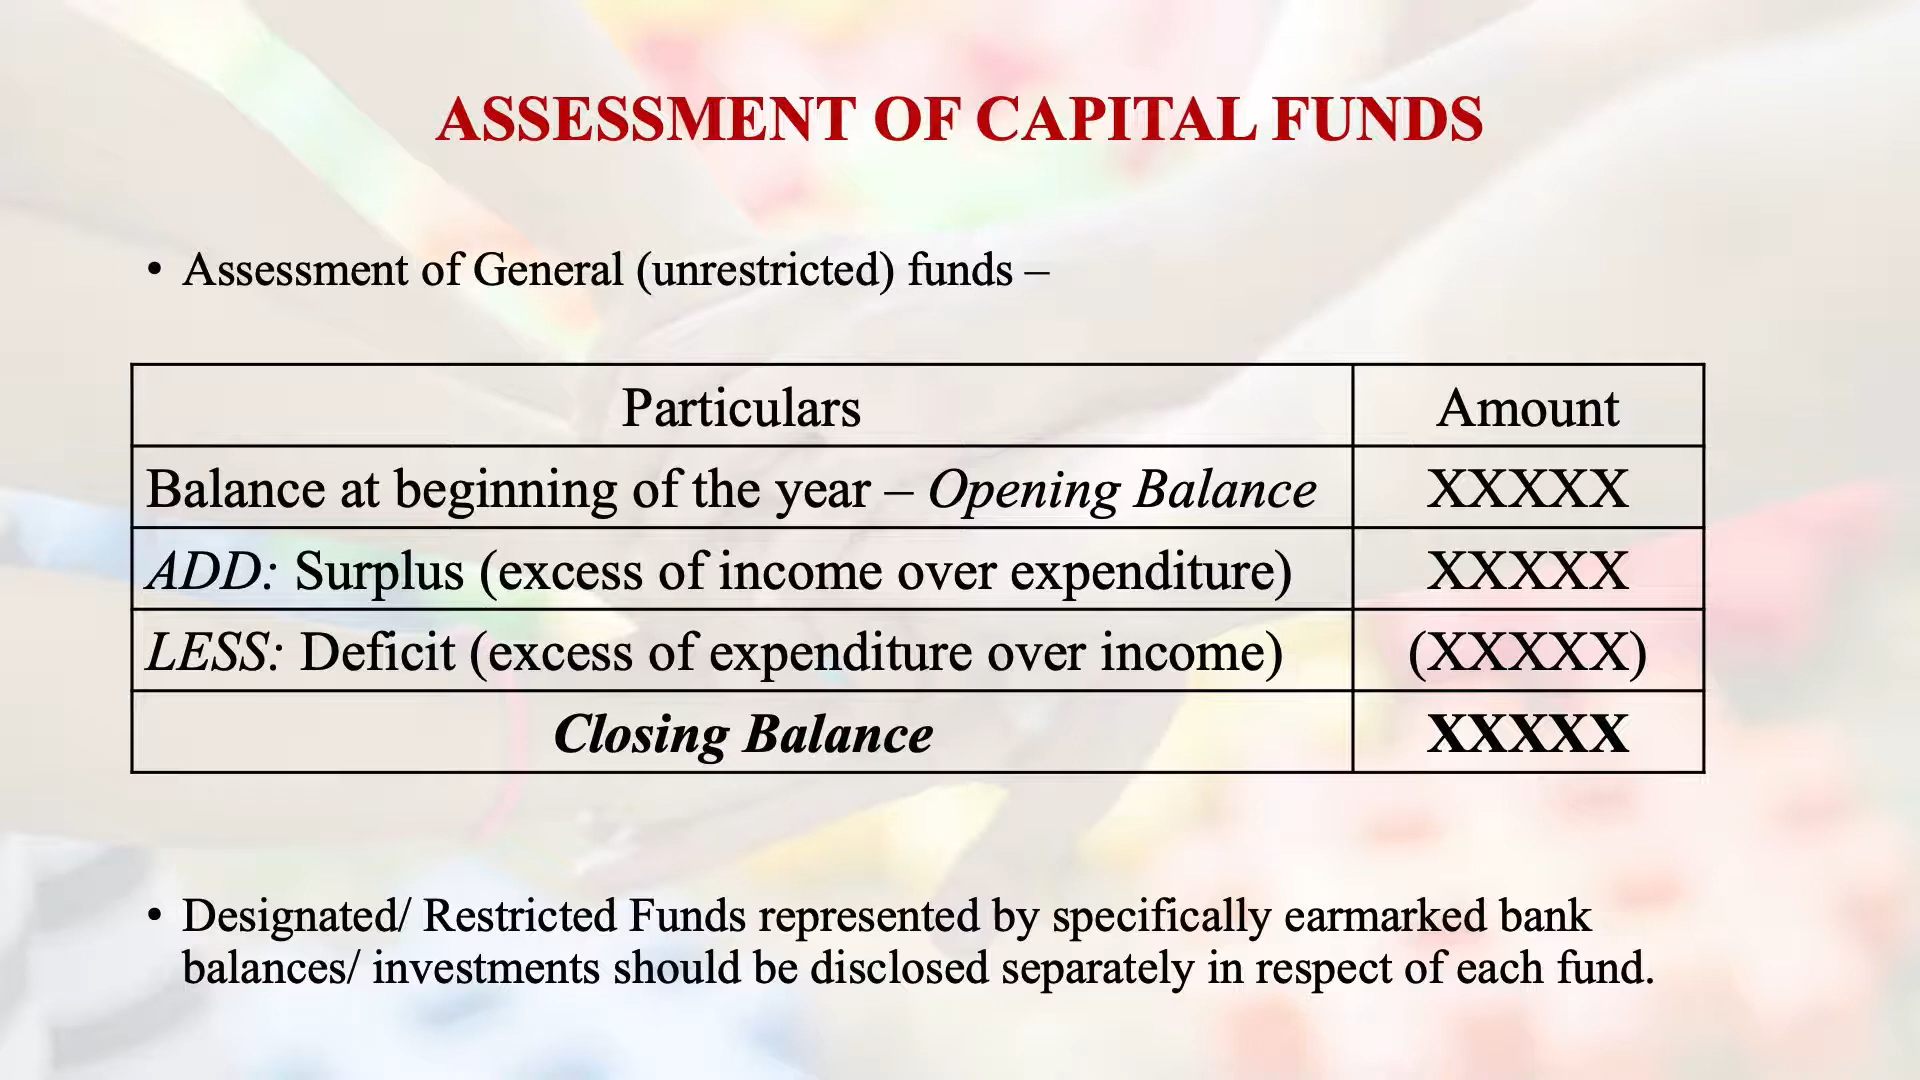 ASSESSMENT OF CAPITAL FUNDS
• Assessment of General (unrestricted) funds –
Particulars Amount
Balance at beginning of the year – Opening Balance XXXXX
ADD: Surplus (excess of income over expenditure) XXXXX
LESS: Deficit (excess of expenditure over income) (XXXXX)
Closing Balance XXXXX
• Designated/ Restricted Funds represented by specifically earmarked bank
balances/ investments should be disclosed separately in respect of each fund.